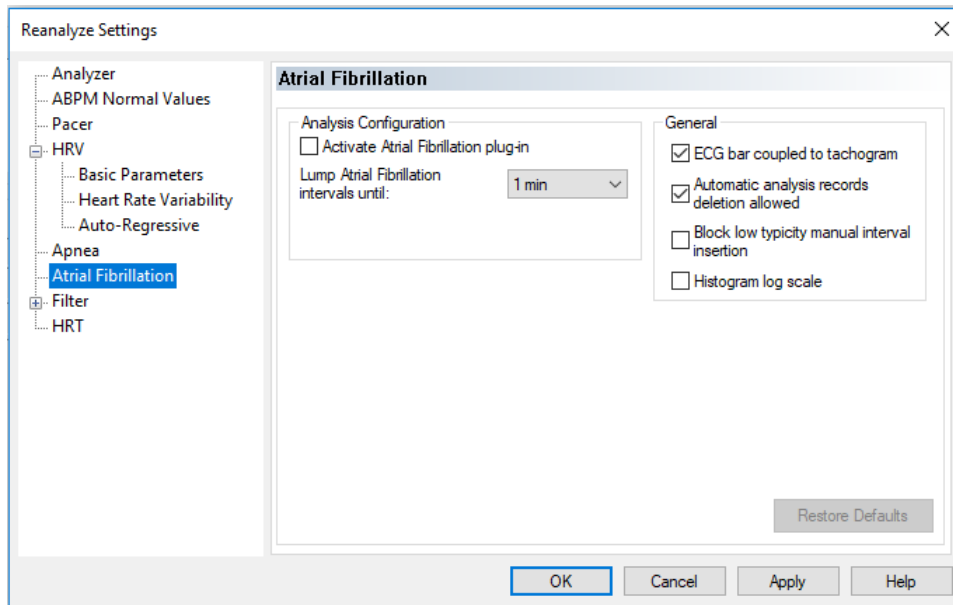 Reanalyze Settings
Analyzer
ABPM Normal Values
Pacer
HRV
Basic Parameters
Heart Rate Variability
Auto-Regressive
Apnea
Atrial Fibrillation
Filter
HRT
Atrial Fibrillation
Analysis Configuration
Activate Atrial Fibrillation plug-in
Lump Atrial Fibrillation
intervals until:
1 min
General
ECG bar coupled to tachogram
Automatic analysis records
deletion allowed
Block low typicity manual interval
insertion
Histogram log scale
Restore Defaults
OK
Cancel
Apply
Help